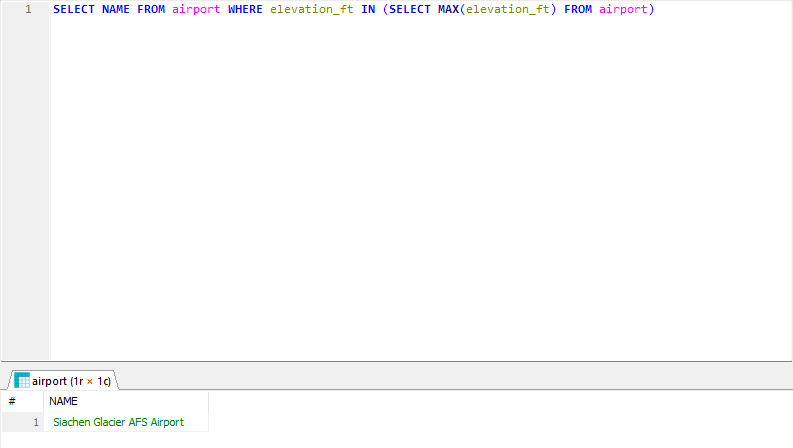 1 SELECT NAME FROM airport WHERE elevation_ft IN (SELECT MAX(elevation_ft) FROM airport)
airport (1r × 1c)
# NAME
1 Siachen Glacier AFS Airport